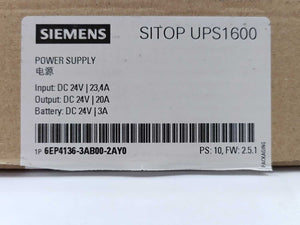 SIEMENS
SITOP UPS1600
POWER SUPPLY
电源
Input: DC 24V | 23,4A
Output: DC 24V | 20A
Battery: DC 24V | 3A
1P 6EP4136-3AB00-2AY0
PS: 10, FW: 2.5.1
PACKAGING